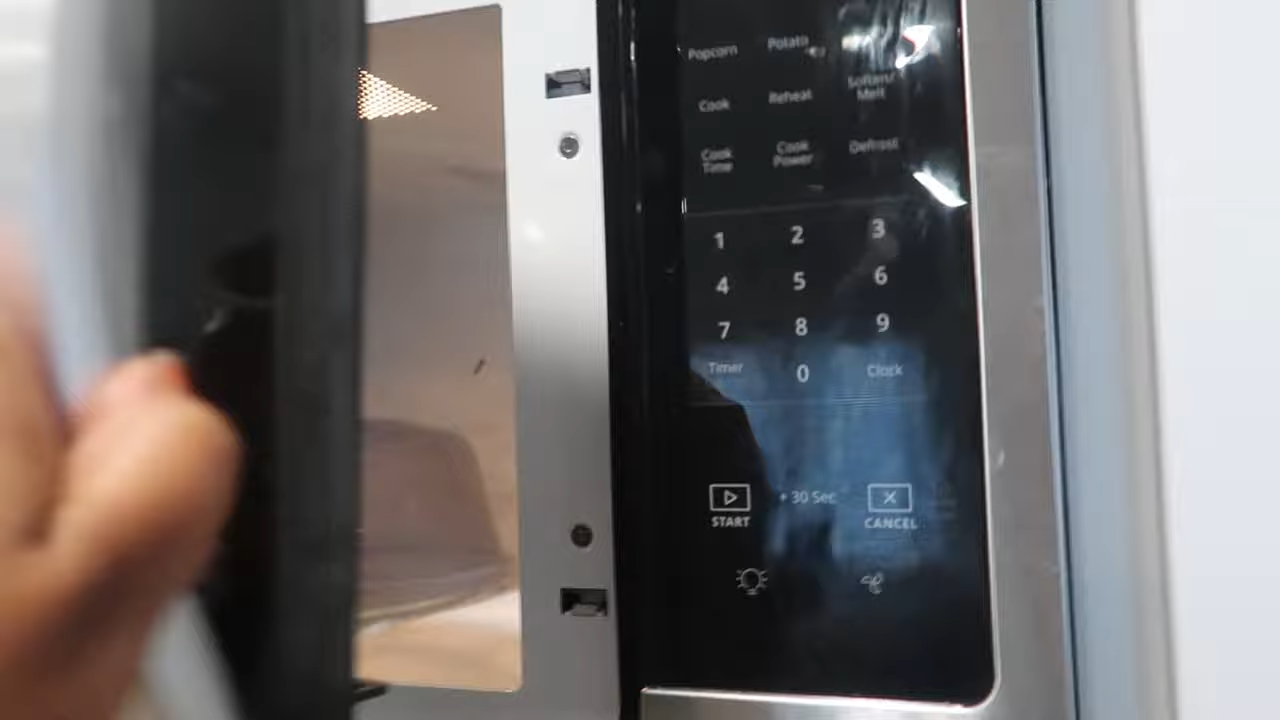 Popcorn Potato
Cook Reheat Soften/
Melt
Cook
Time Cook
Power Defrost
1 2 3
4 5 6
7 8 9
Timer 0 Clock
START + 30 Sec CANCEL